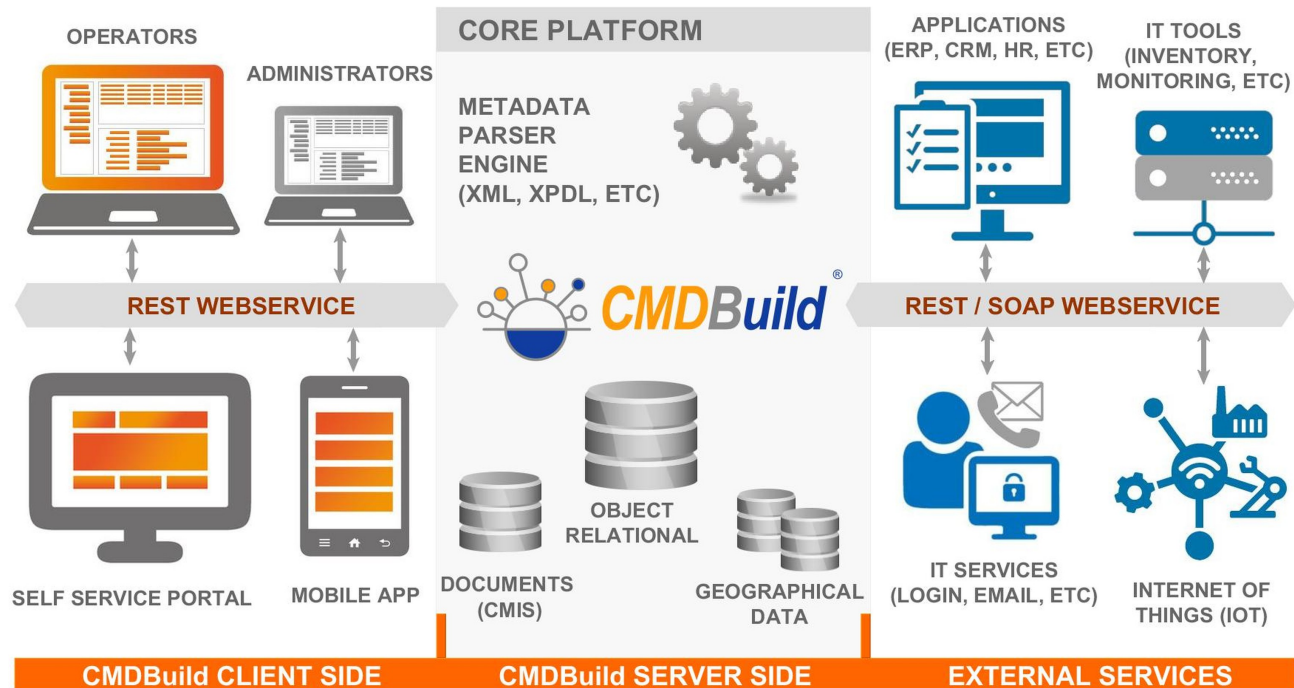 OPERATORS
ADMINISTRATORS
REST WEBSERVICE
SELF SERVICE PORTAL
MOBILE APP
CMDBuild CLIENT SIDE
CORE PLATFORM
METADATA
PARSER
ENGINE
(XML, XPDL, ETC)
CMDBuild®
OBJECT
RELATIONAL
DOCUMENTS
(CMIS)
GEOGRAPHICAL
DATA
CMDBuild SERVER SIDE
APPLICATIONS
(ERP, CRM, HR, ETC)
IT TOOLS
(INVENTORY,
MONITORING, ETC)
REST / SOAP WEBSERVICE
IT SERVICES
(LOGIN, EMAIL, ETC)
INTERNET OF
THINGS (IOT)
EXTERNAL SERVICES